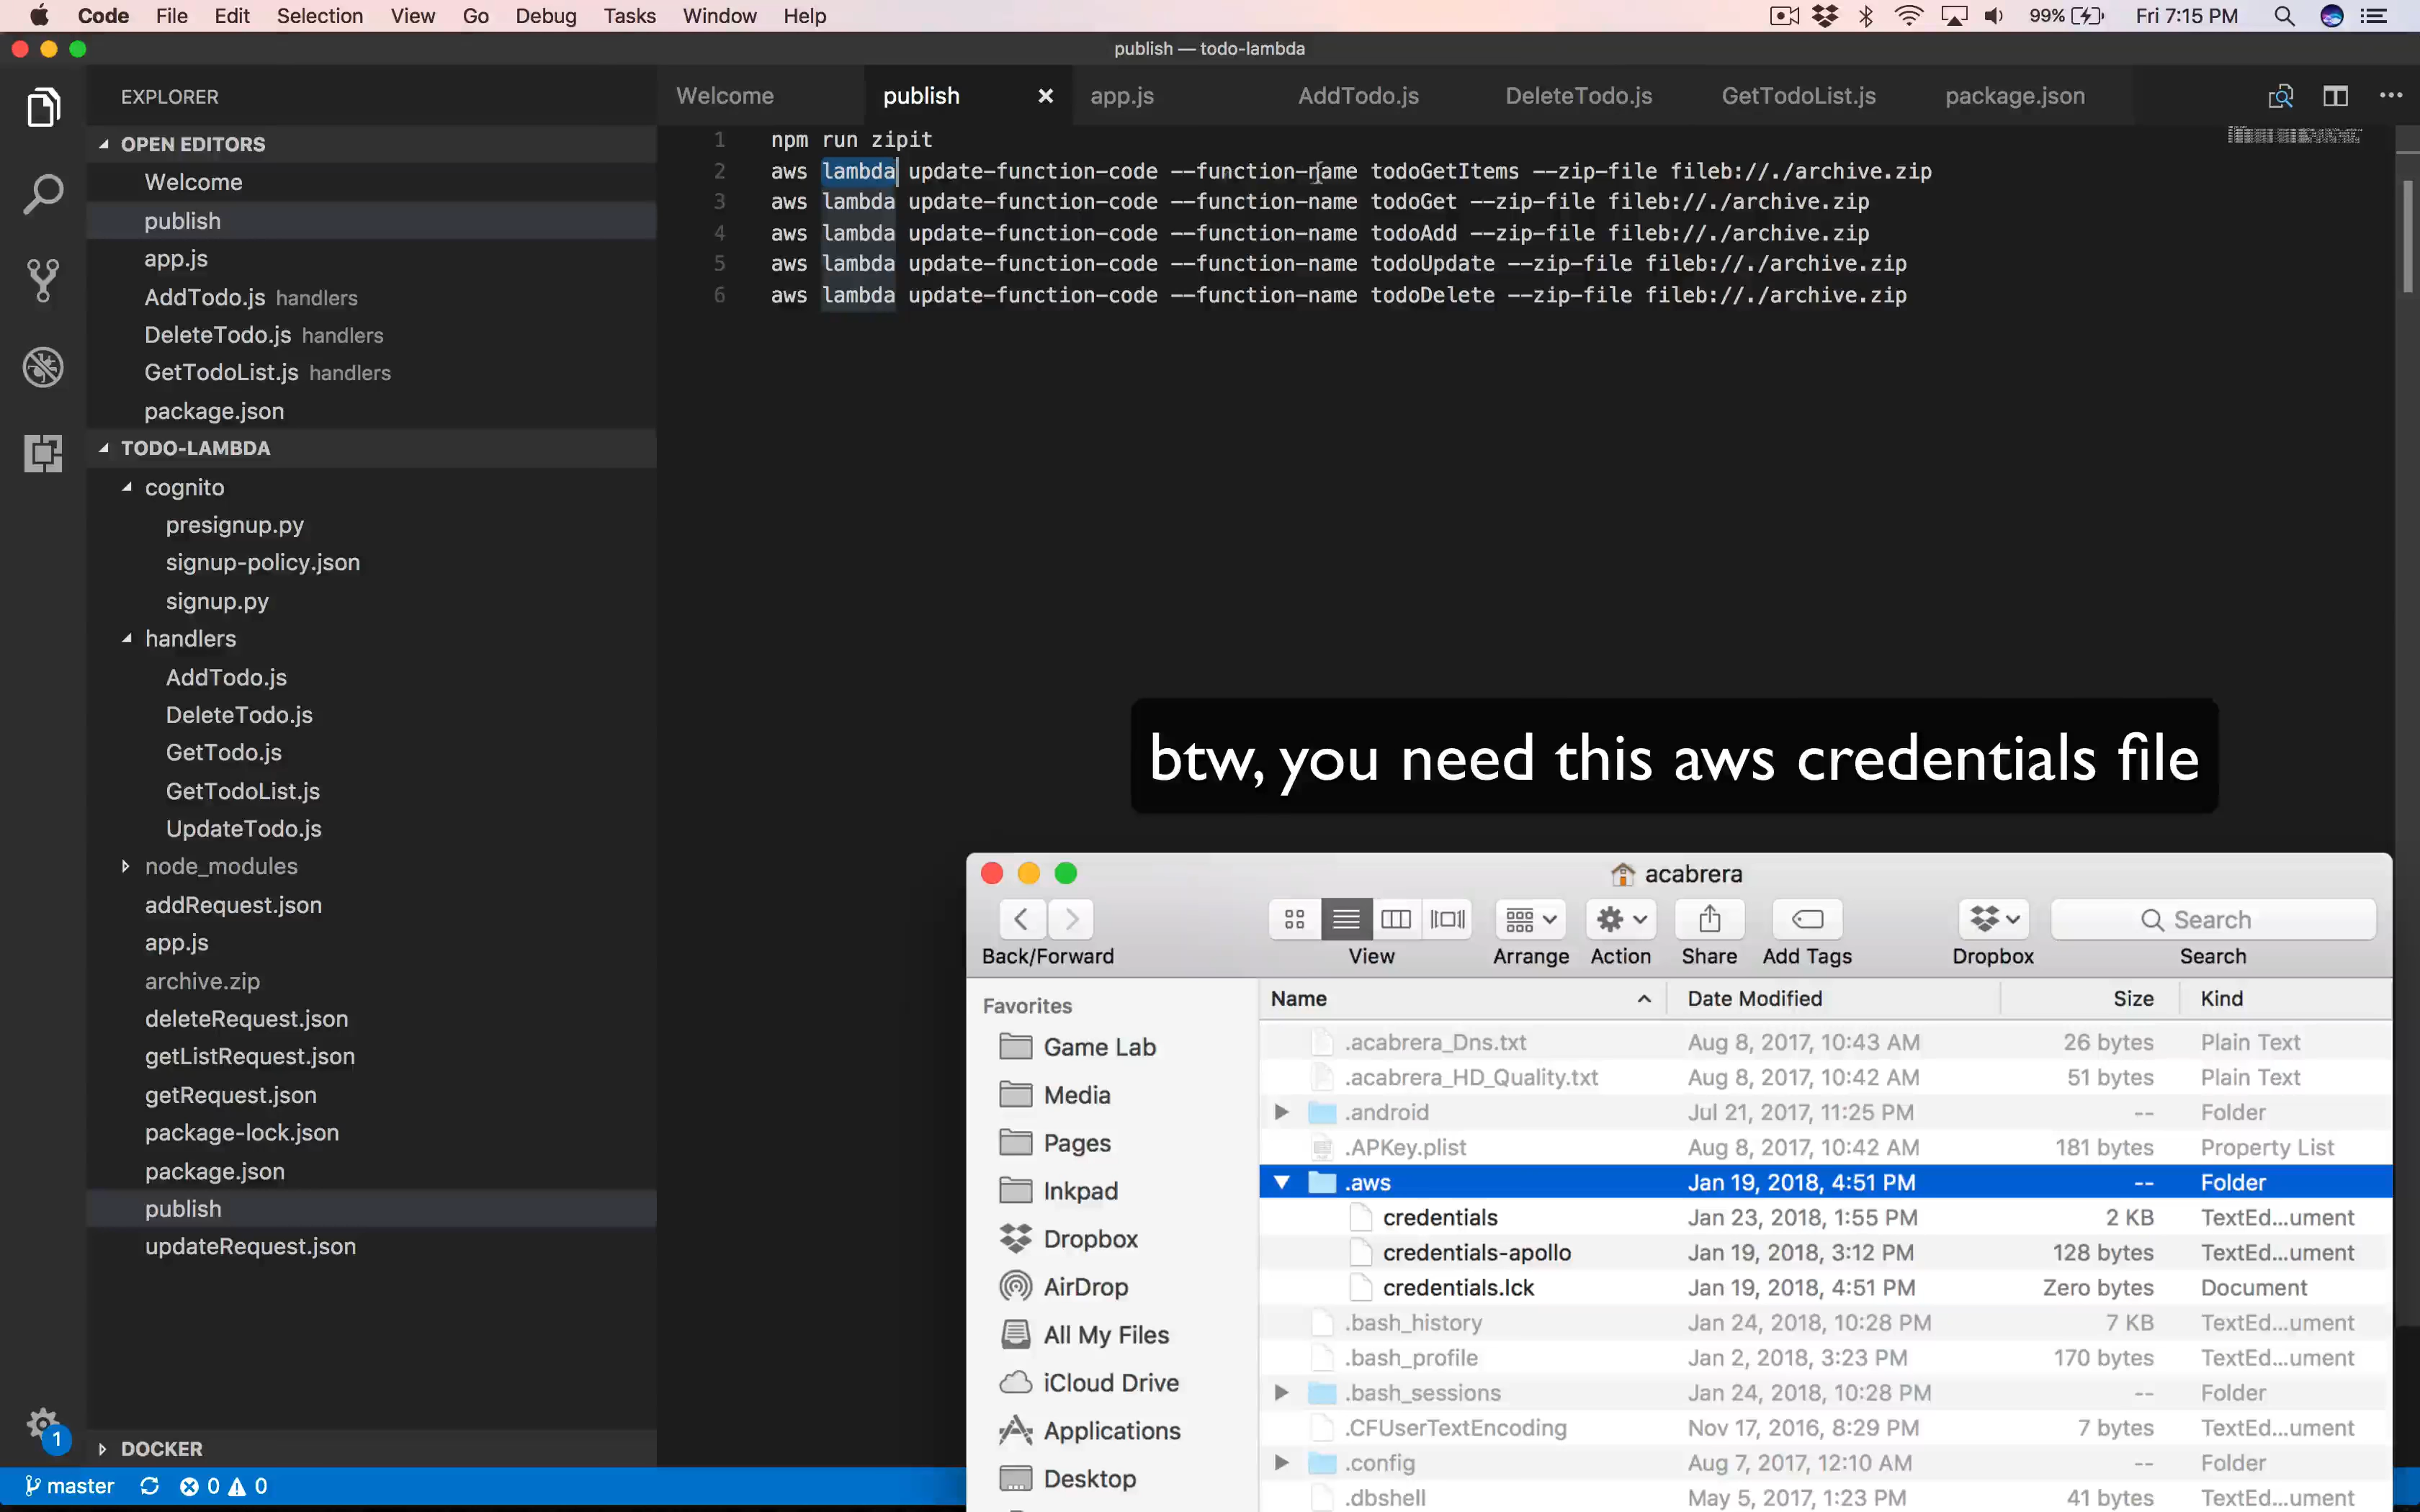 Code File Edit Selection View Go Debug Tasks Window Help 99% Fri 7:15 PM
publish — todo-lambda
EXPLORER
OPEN EDITORS
Welcome
publish
app.js
AddTodo.js handlers
DeleteTodo.js handlers
GetTodoList.js handlers
package.json
TODO-LAMBDA
cognito
presignup.py
signup-policy.json
signup.py
handlers
AddTodo.js
DeleteTodo.js
GetTodo.js
GetTodoList.js
UpdateTodo.js
node_modules
addRequest.json
app.js
archive.zip
deleteRequest.json
getListRequest.json
getRequest.json
package-lock.json
package.json
publish
updateRequest.json
DOCKER
1
master 0 0
Welcome publish app.js AddTodo.js DeleteTodo.js GetTodoList.js package.json
1 npm run zipit
2 aws lambda update-function-code --function-name todoGetItems --zip-file fileb://./archive.zip
3 aws lambda update-function-code --function-name todoGet --zip-file fileb://./archive.zip
4 aws lambda update-function-code --function-name todoAdd --zip-file fileb://./archive.zip
5 aws lambda update-function-code --function-name todoUpdate --zip-file fileb://./archive.zip
6 aws lambda update-function-code --function-name todoDelete --zip-file fileb://./archive.zip
btw, you need this aws credentials file
acabrera
Search
Back/Forward View Arrange Action Share Add Tags Dropbox Search
Favorites
Game Lab
Media
Pages
Inkpad
Dropbox
AirDrop
All My Files
iCloud Drive
Applications
Desktop
Name Date Modified Size Kind
.acabrera_Dns.txt Aug 8, 2017, 10:43 AM 26 bytes Plain Text
.acabrera_HD_Quality.txt Aug 8, 2017, 10:42 AM 51 bytes Plain Text
.android Jul 21, 2017, 11:25 PM -- Folder
.APKey.plist Aug 8, 2017, 10:42 AM 181 bytes Property List
.aws Jan 19, 2018, 4:51 PM -- Folder
credentials Jan 23, 2018, 1:55 PM 2 KB TextEd...ument
credentials-apollo Jan 19, 2018, 3:12 PM 128 bytes TextEd...ument
credentials.lck Jan 19, 2018, 4:51 PM Zero bytes Document
.bash_history Jan 24, 2018, 10:28 PM 7 KB TextEd...ument
.bash_profile Jan 2, 2018, 3:23 PM 170 bytes TextEd...ument
.bash_sessions Jan 24, 2018, 10:28 PM -- Folder
.CFUserTextEncoding Nov 17, 2016, 8:29 PM 7 bytes TextEd...ument
.config Aug 7, 2017, 12:10 AM -- Folder
.dbshell May 5, 2017, 1:23 PM 41 bytes TextEd...ument